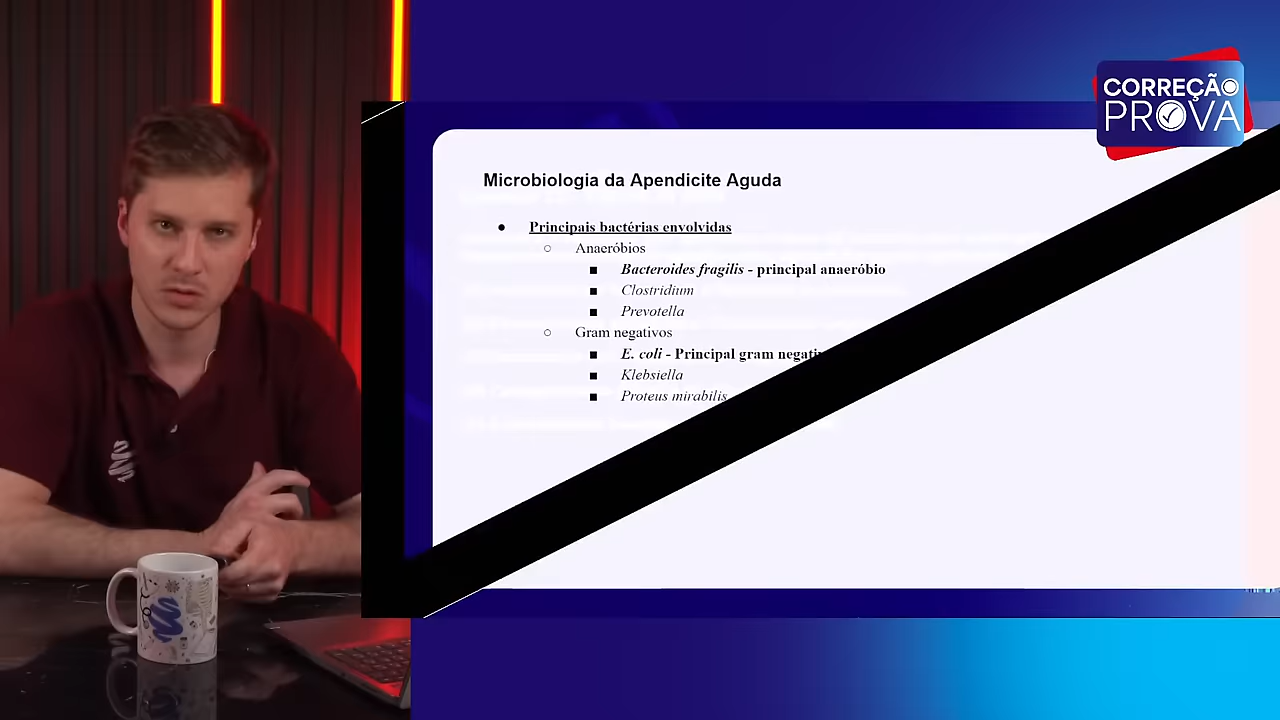 CORREÇÃO
PROVA
Microbiologia da Apendicite Aguda
● Principais bactérias envolvidas
○ Anaeróbios
■ Bacteroides fragilis - principal anaeróbio
■ Clostridium
■ Prevotella
○ Gram negativos
■ E. coli - Principal gram
■ Klebsiella
■ Proteus mirabilis